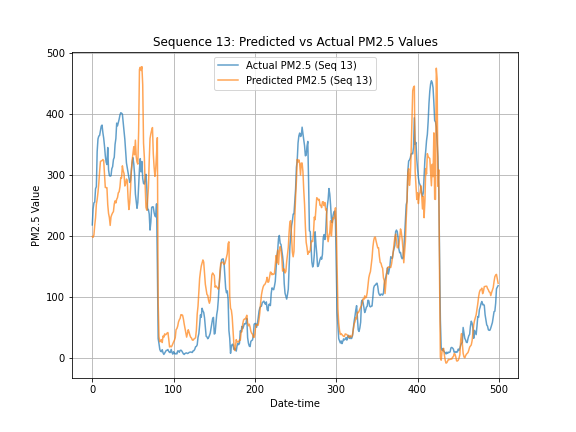 Sequence 13: Predicted vs Actual PM2.5 Values
Actual PM2.5 (Seq 13)
Predicted PM2.5 (Seq 13)
PM2.5 Value
500
400
300
200
100
0
0 100 200 300 400 500
Date-time